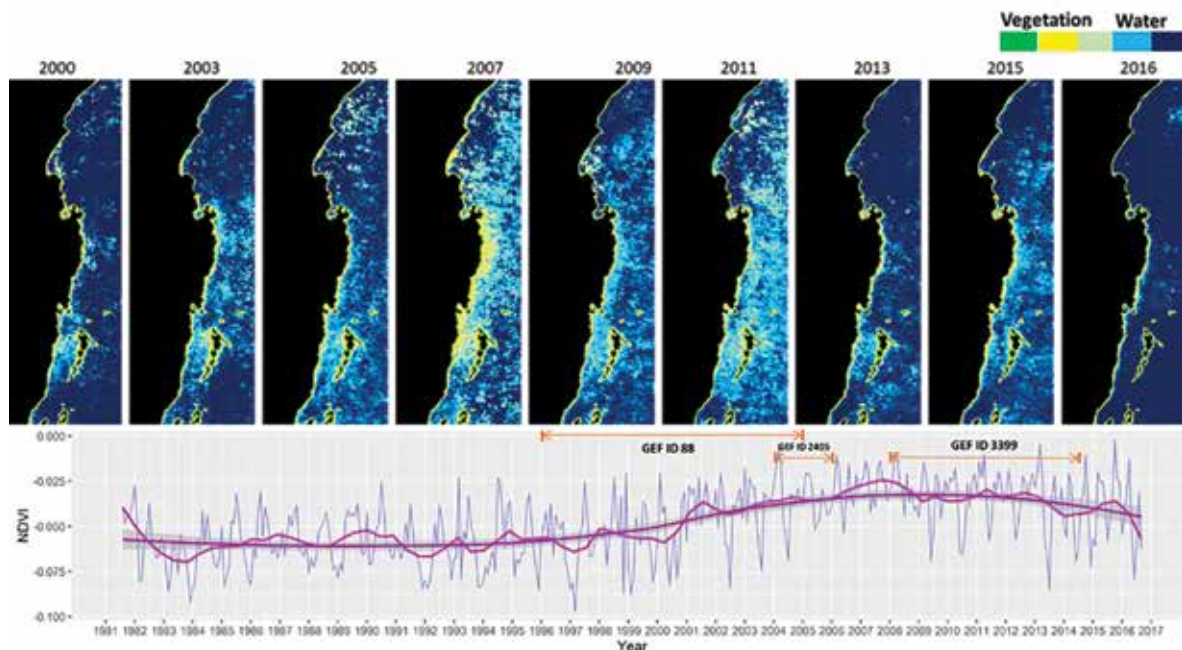 Vegetation Water
2000 2003 2005 2007 2009 2011 2013 2015 2016
0.000
-0.025
-0.050
-0.075
-0.100
NDVI
GEF ID 88
GEF ID 2405
GEF ID 3399
1981 1982 1983 1984 1985 1986 1987 1988 1989 1990 1991 1992 1993 1994 1995 1996 1997 1998 1999 2000 2001 2002 2003 2004 2005 2006 2007 2008 2009 2010 2011 2012 2013 2014 2015 2016 2017
Year